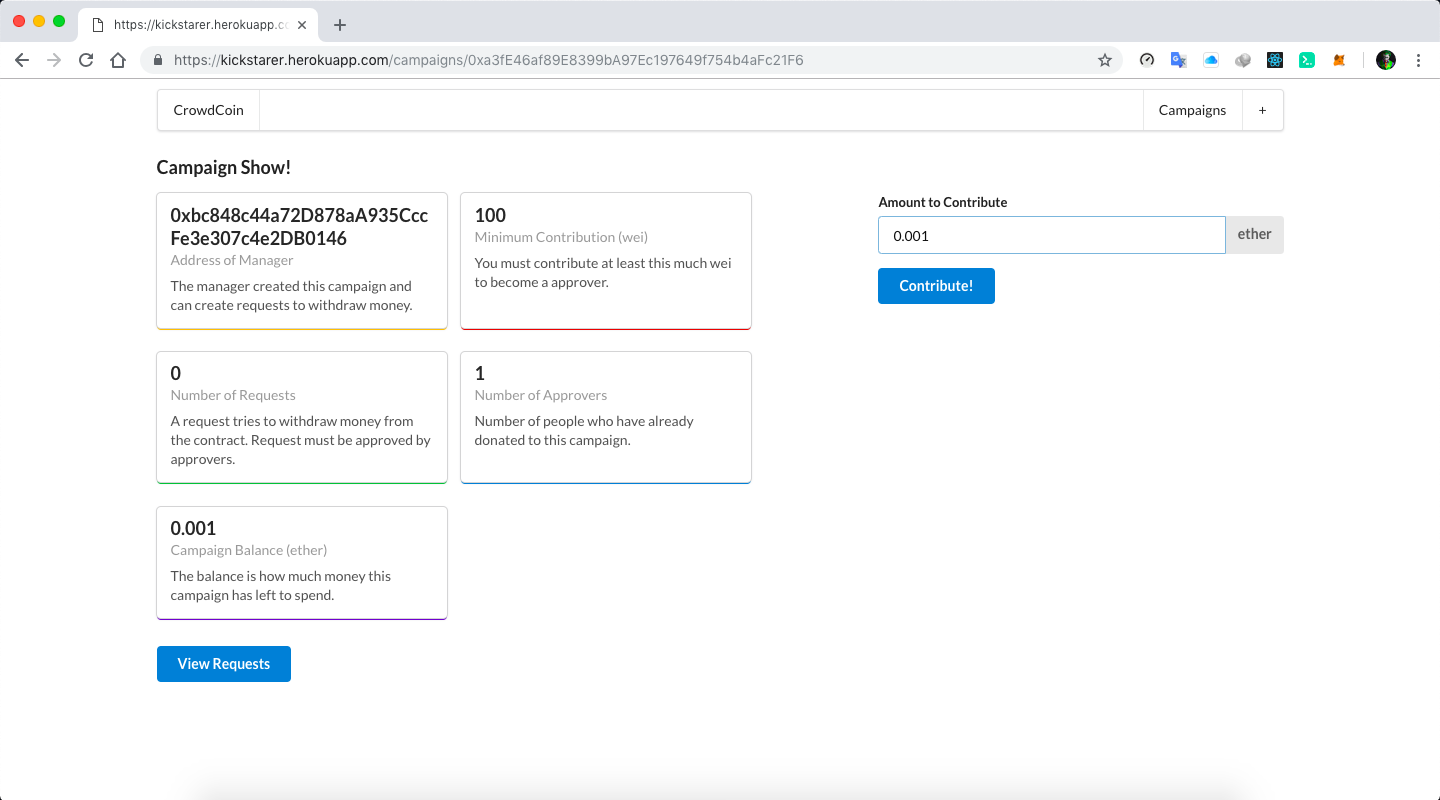 https://kickstarer.herokuapp.co
https://kickstarer.herokuapp.com/campaigns/0xa3fE46af89E8399bA97Ec197649f754b4aFc21F6
CrowdCoin
Campaigns
+
Campaign Show!
0xbc848c44a72D878aA935Ccc
Fe3e307c4e2DB0146
Address of Manager
The manager created this campaign and
can create requests to withdraw money.
100
Minimum Contribution (wei)
You must contribute at least this much wei
to become a approver.
0
Number of Requests
A request tries to withdraw money from
the contract. Request must be approved by
approvers.
1
Number of Approvers
Number of people who have already
donated to this campaign.
0.001
Campaign Balance (ether)
The balance is how much money this
campaign has left to spend.
View Requests
Amount to Contribute
0.001
ether
Contribute!